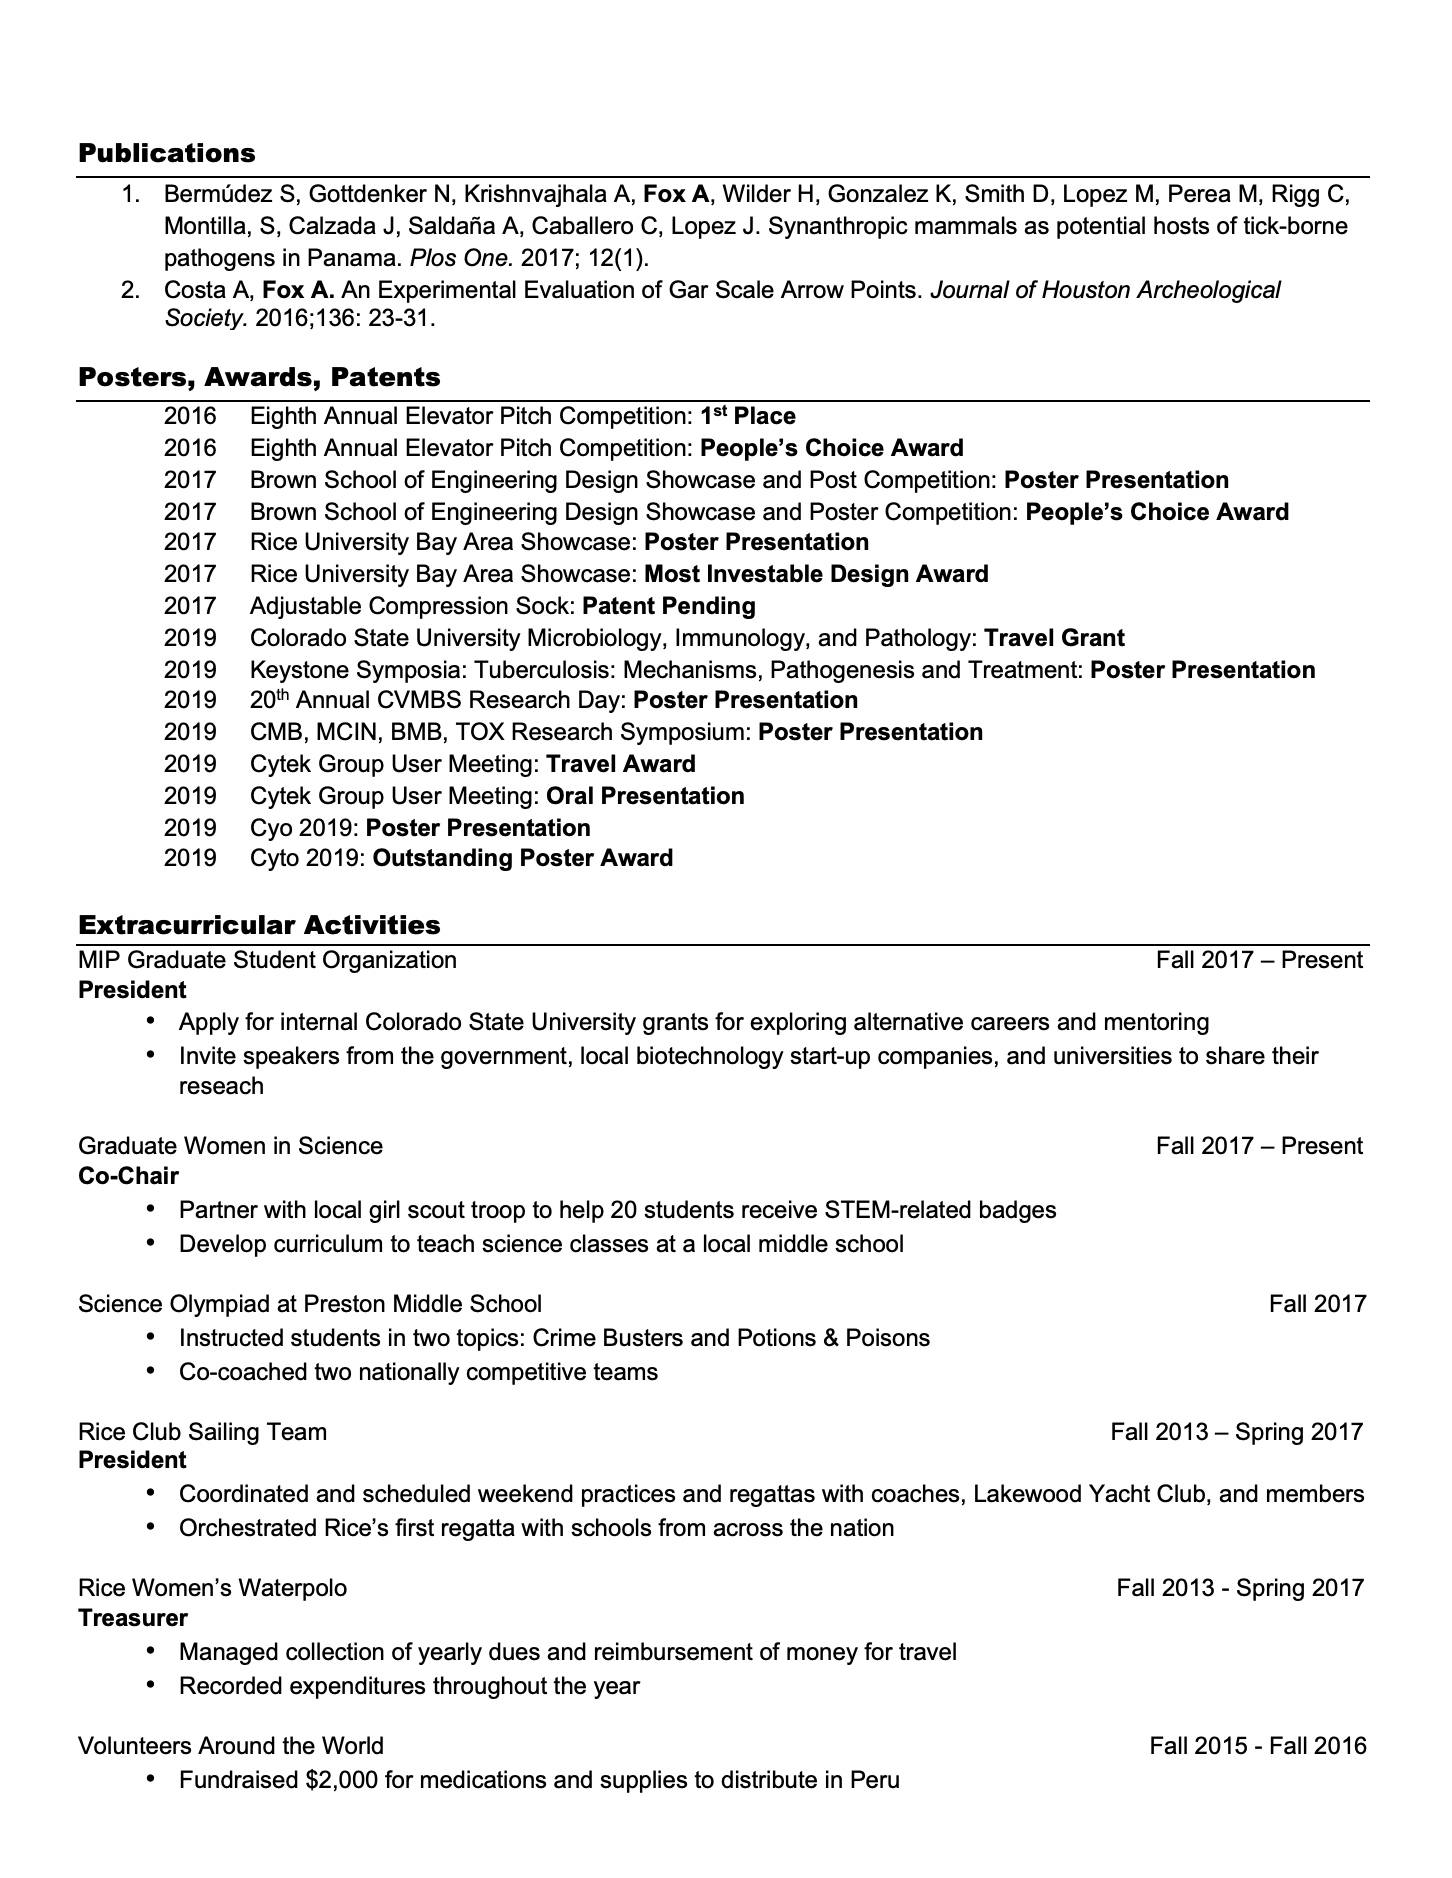 Publications
1. Bermúdez S, Gottdenker N, Krishnvajhala A, Fox A, Wilder H, Gonzalez K, Smith D, Lopez M, Perea M, Rigg C,
Montilla, S, Calzada J, Saldaña A, Caballero C, Lopez J. Synanthropic mammals as potential hosts of tick-borne
pathogens in Panama. Plos One. 2017; 12(1).
2. Costa A, Fox A. An Experimental Evaluation of Gar Scale Arrow Points. Journal of Houston Archeological
Society. 2016;136: 23-31.
Posters, Awards, Patents
2016 Eighth Annual Elevator Pitch Competition: 1st Place
2016 Eighth Annual Elevator Pitch Competition: People’s Choice Award
2017 Brown School of Engineering Design Showcase and Post Competition: Poster Presentation
2017 Brown School of Engineering Design Showcase and Poster Competition: People’s Choice Award
2017 Rice University Bay Area Showcase: Poster Presentation
2017 Rice University Bay Area Showcase: Most Investable Design Award
2017 Adjustable Compression Sock: Patent Pending
2019 Colorado State University Microbiology, Immunology, and Pathology: Travel Grant
2019 Keystone Symposia: Tuberculosis: Mechanisms, Pathogenesis and Treatment: Poster Presentation
2019 20th Annual CVMBS Research Day: Poster Presentation
2019 CMB, MCIN, BMB, TOX Research Symposium: Poster Presentation
2019 Cytek Group User Meeting: Travel Award
2019 Cytek Group User Meeting: Oral Presentation
2019 Cyo 2019: Poster Presentation
2019 Cyto 2019: Outstanding Poster Award
Extracurricular Activities
MIP Graduate Student Organization Fall 2017 – Present
President
• Apply for internal Colorado State University grants for exploring alternative careers and mentoring
• Invite speakers from the government, local biotechnology start-up companies, and universities to share their
reseach
Graduate Women in Science Fall 2017 – Present
Co-Chair
• Partner with local girl scout troop to help 20 students receive STEM-related badges
• Develop curriculum to teach science classes at a local middle school
Science Olympiad at Preston Middle School Fall 2017
• Instructed students in two topics: Crime Busters and Potions & Poisons
• Co-coached two nationally competitive teams
Rice Club Sailing Team Fall 2013 – Spring 2017
President
• Coordinated and scheduled weekend practices and regattas with coaches, Lakewood Yacht Club, and members
• Orchestrated Rice’s first regatta with schools from across the nation
Rice Women’s Waterpolo Fall 2013 - Spring 2017
Treasurer
• Managed collection of yearly dues and reimbursement of money for travel
• Recorded expenditures throughout the year
Volunteers Around the World Fall 2015 - Fall 2016
• Fundraised $2,000 for medications and supplies to distribute in Peru